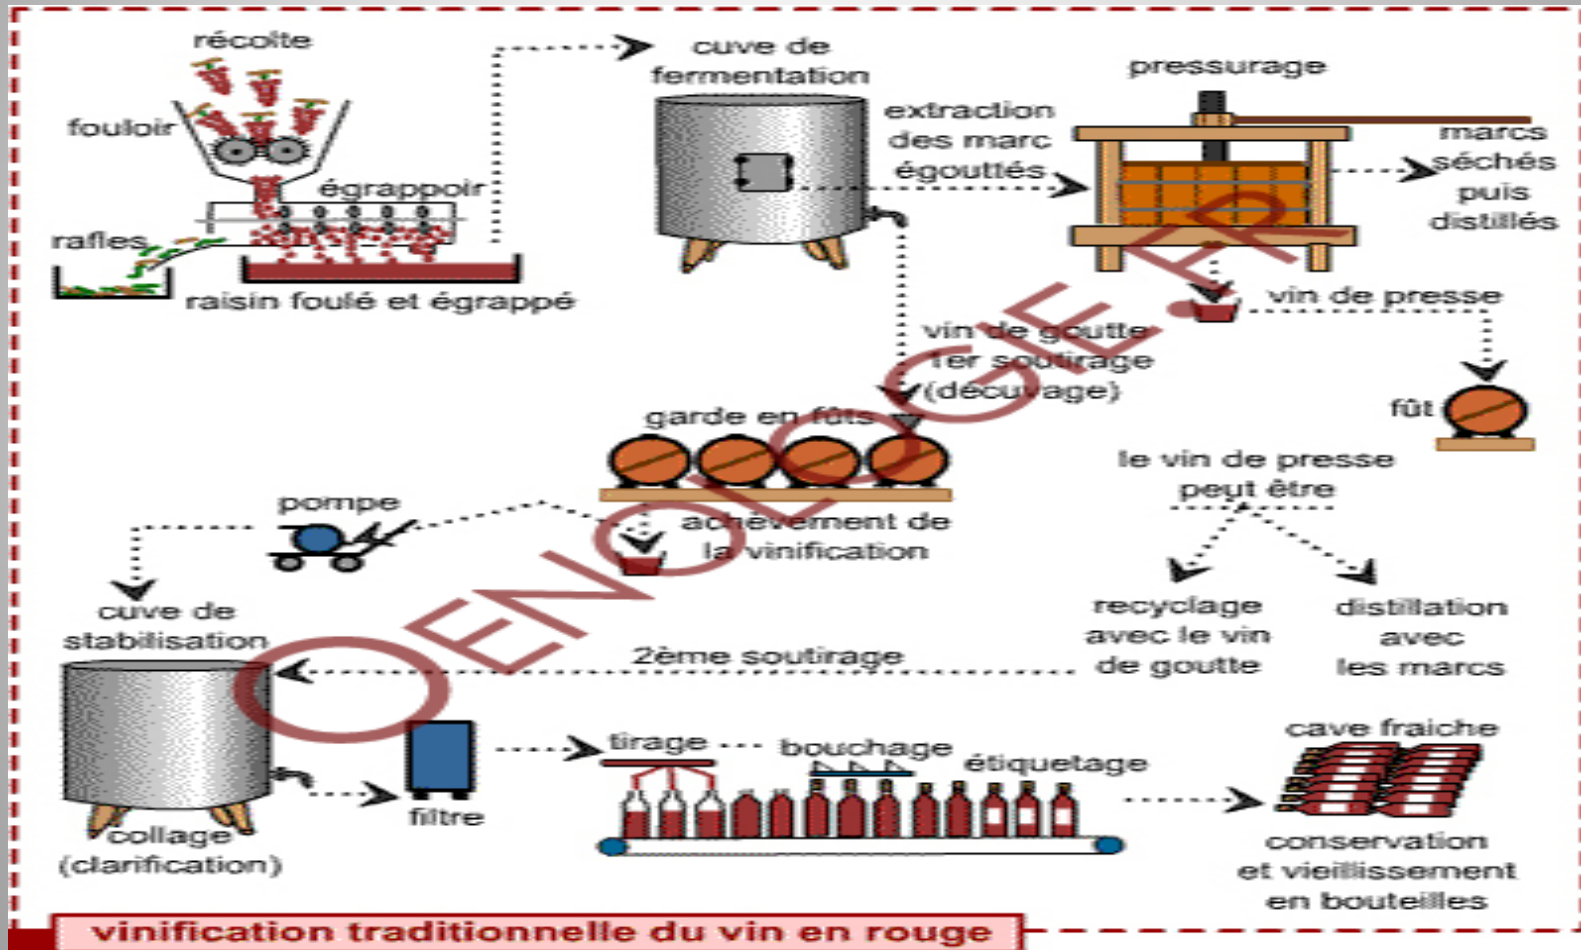 récolte
fouloir
égrappoir
rafles
raisin foulé et égrappé
cuve de
fermentation
extraction
des marc
égouttés
pressurage
marcs
séchés
puis
distillés
vin de presse
fût
vin de goutte
1er soutirage
(décuvage)
garde en fûts
achèvement de
la vinification
pompe
le vin de presse
peut être
recyclage
avec le vin
de goutte
distillation
avec
les marcs
cuve de
stabilisation
2ème soutirage
collage
(clarification)
filtre
tirage
bouchage
étiquetage
cave fraiche
conservation
et vieillissement
en bouteilles
OENOLOGIE.FR
vinification traditionnelle du vin en rouge